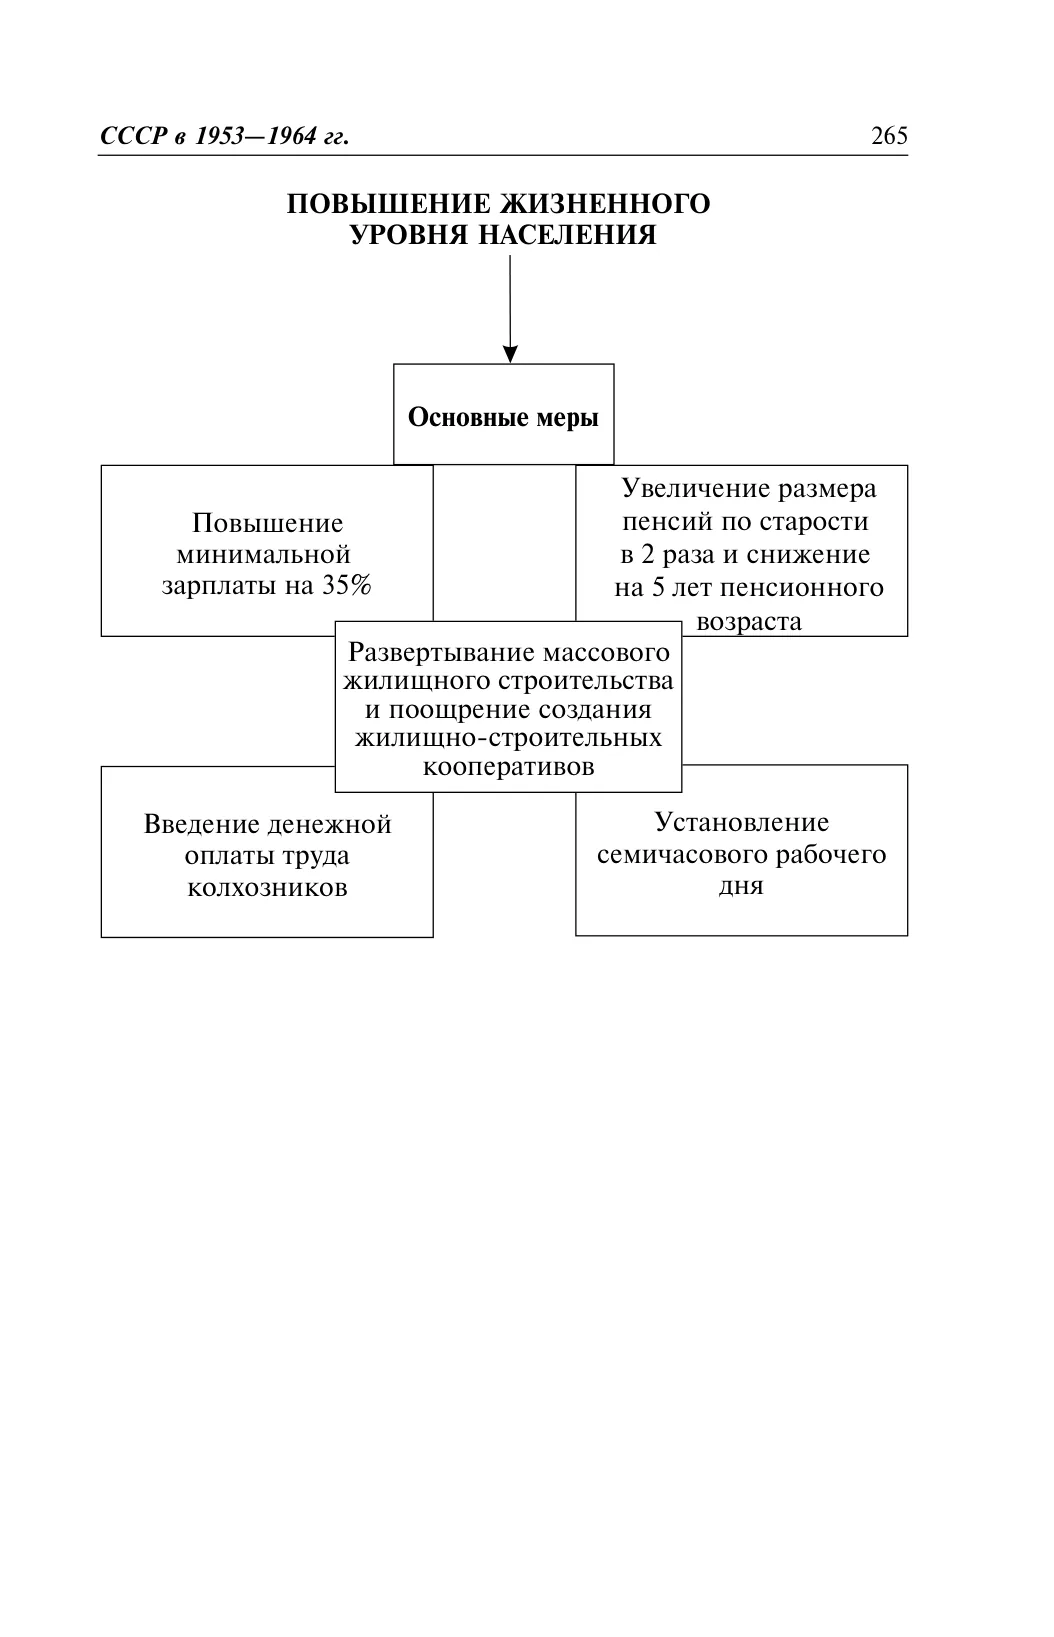 СССР в 1953—1964 гг.
265
ПОВЫШЕНИЕ ЖИЗНЕННОГО
УРОВНЯ НАСЕЛЕНИЯ
Основные меры
Повышение
минимальной
зарплаты на 35%
Увеличение размера
пенсий по старости
в 2 раза и снижение
на 5 лет пенсионного
возраста
Развертывание массового
жилищного строительства
и поощрение создания
жилищно-строительных
кооперативов
Введение денежной
оплаты труда
колхозников
Установление
семичасового рабочего
дня